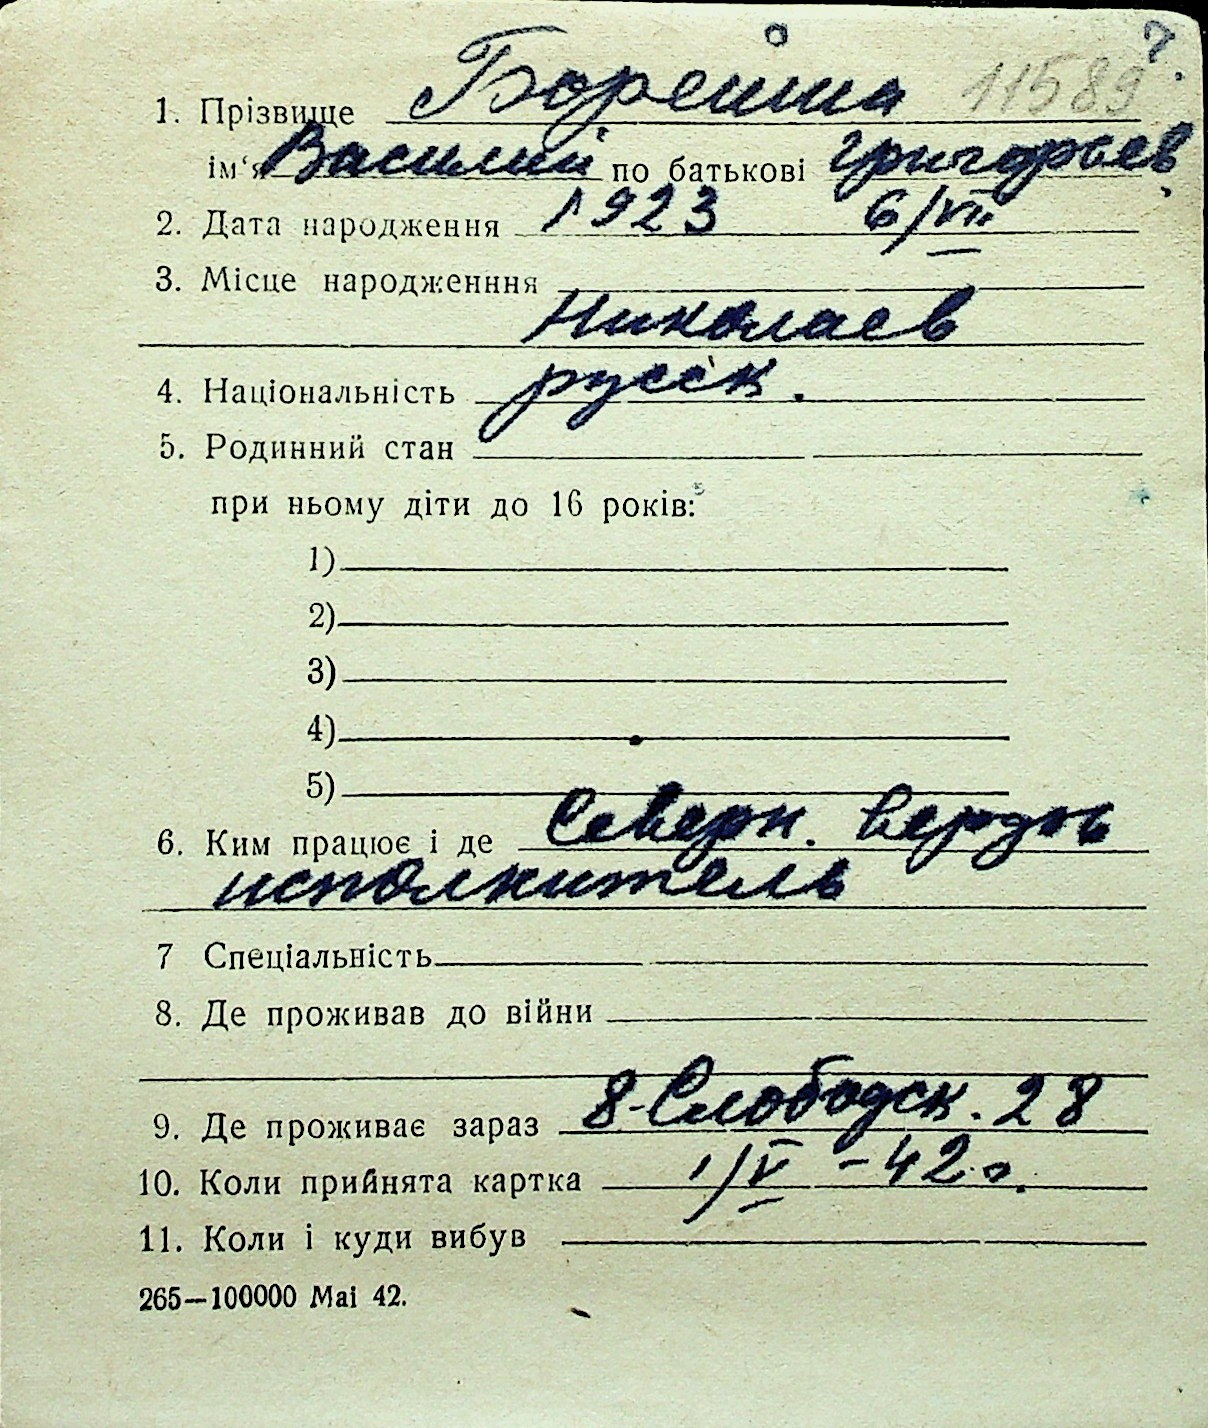 7.
11589
1. Прізвище Борейша
ім'я Василий по батькові Григорьев
2. Дата народження 1923 6/VII
3. Місце народженння
Николаев
4. Національність русск.
5. Родинний стан
при ньому діти до 16 років:
1)
2)
3)
4)
5)
6. Ким працює і де Северн.
исполнитель
7 Спеціальність
8. Де проживав до війни
9. Де проживає зараз 8-Слободск. 28
10. Коли прийнята картка 1/V -42 г.
11. Коли і куди вибув
265—100000 Маі 42.